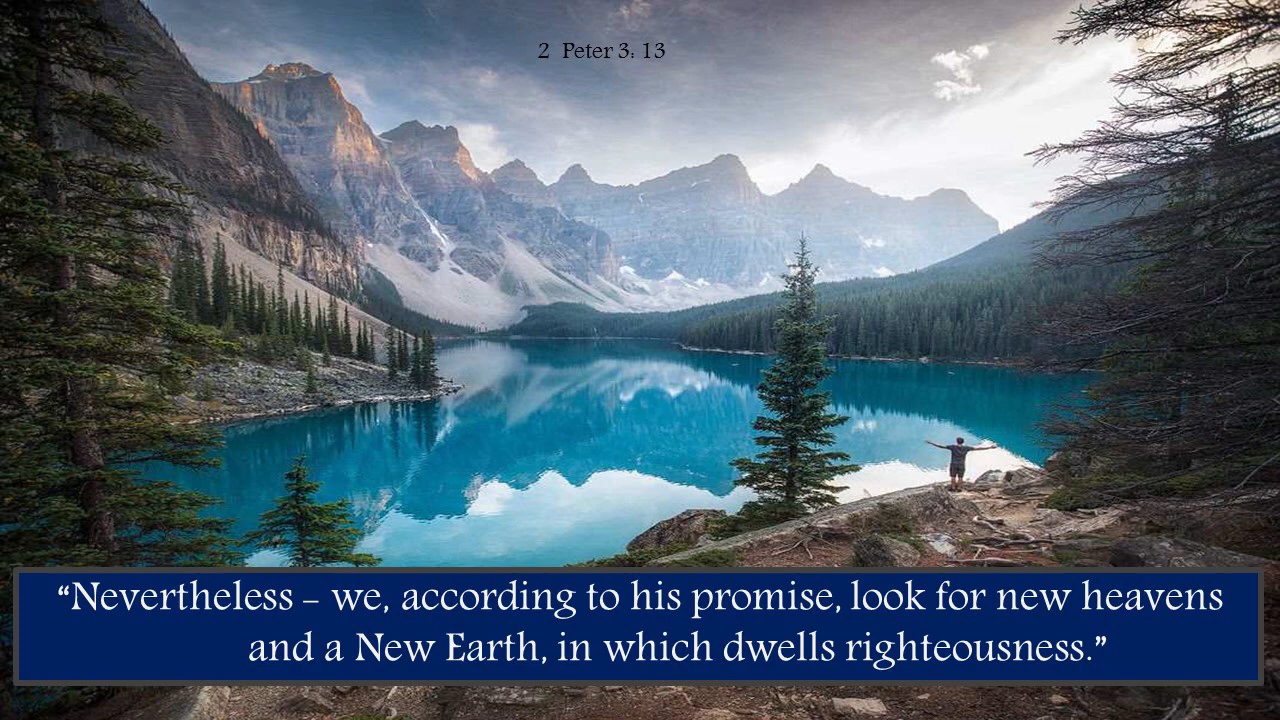 2 Peter 3: 13
“Nevertheless – we, according to his promise, look for new heavens
and a New Earth, in which dwells righteousness.”